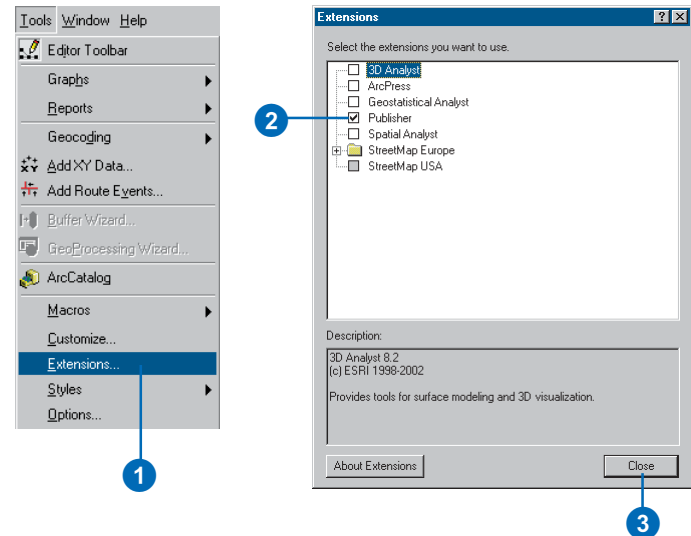 Tools Window Help
Editor Toolbar
Graphs
Reports
Geocoding
Add XY Data...
Add Route Events...
Buffer Wizard...
GeoProcessing Wizard...
ArcCatalog
Macros
Customize...
Extensions...
Styles
Options...
1
Extensions
Select the extensions you want to use.
3D Analyst
ArcPress
Geostatistical Analyst
2
Publisher
Spatial Analyst
StreetMap Europe
StreetMap USA
Description:
3D Analyst 8.2
(c) ESRI 1998-2002
Provides tools for surface modeling and 3D visualization.
About Extensions
Close
3